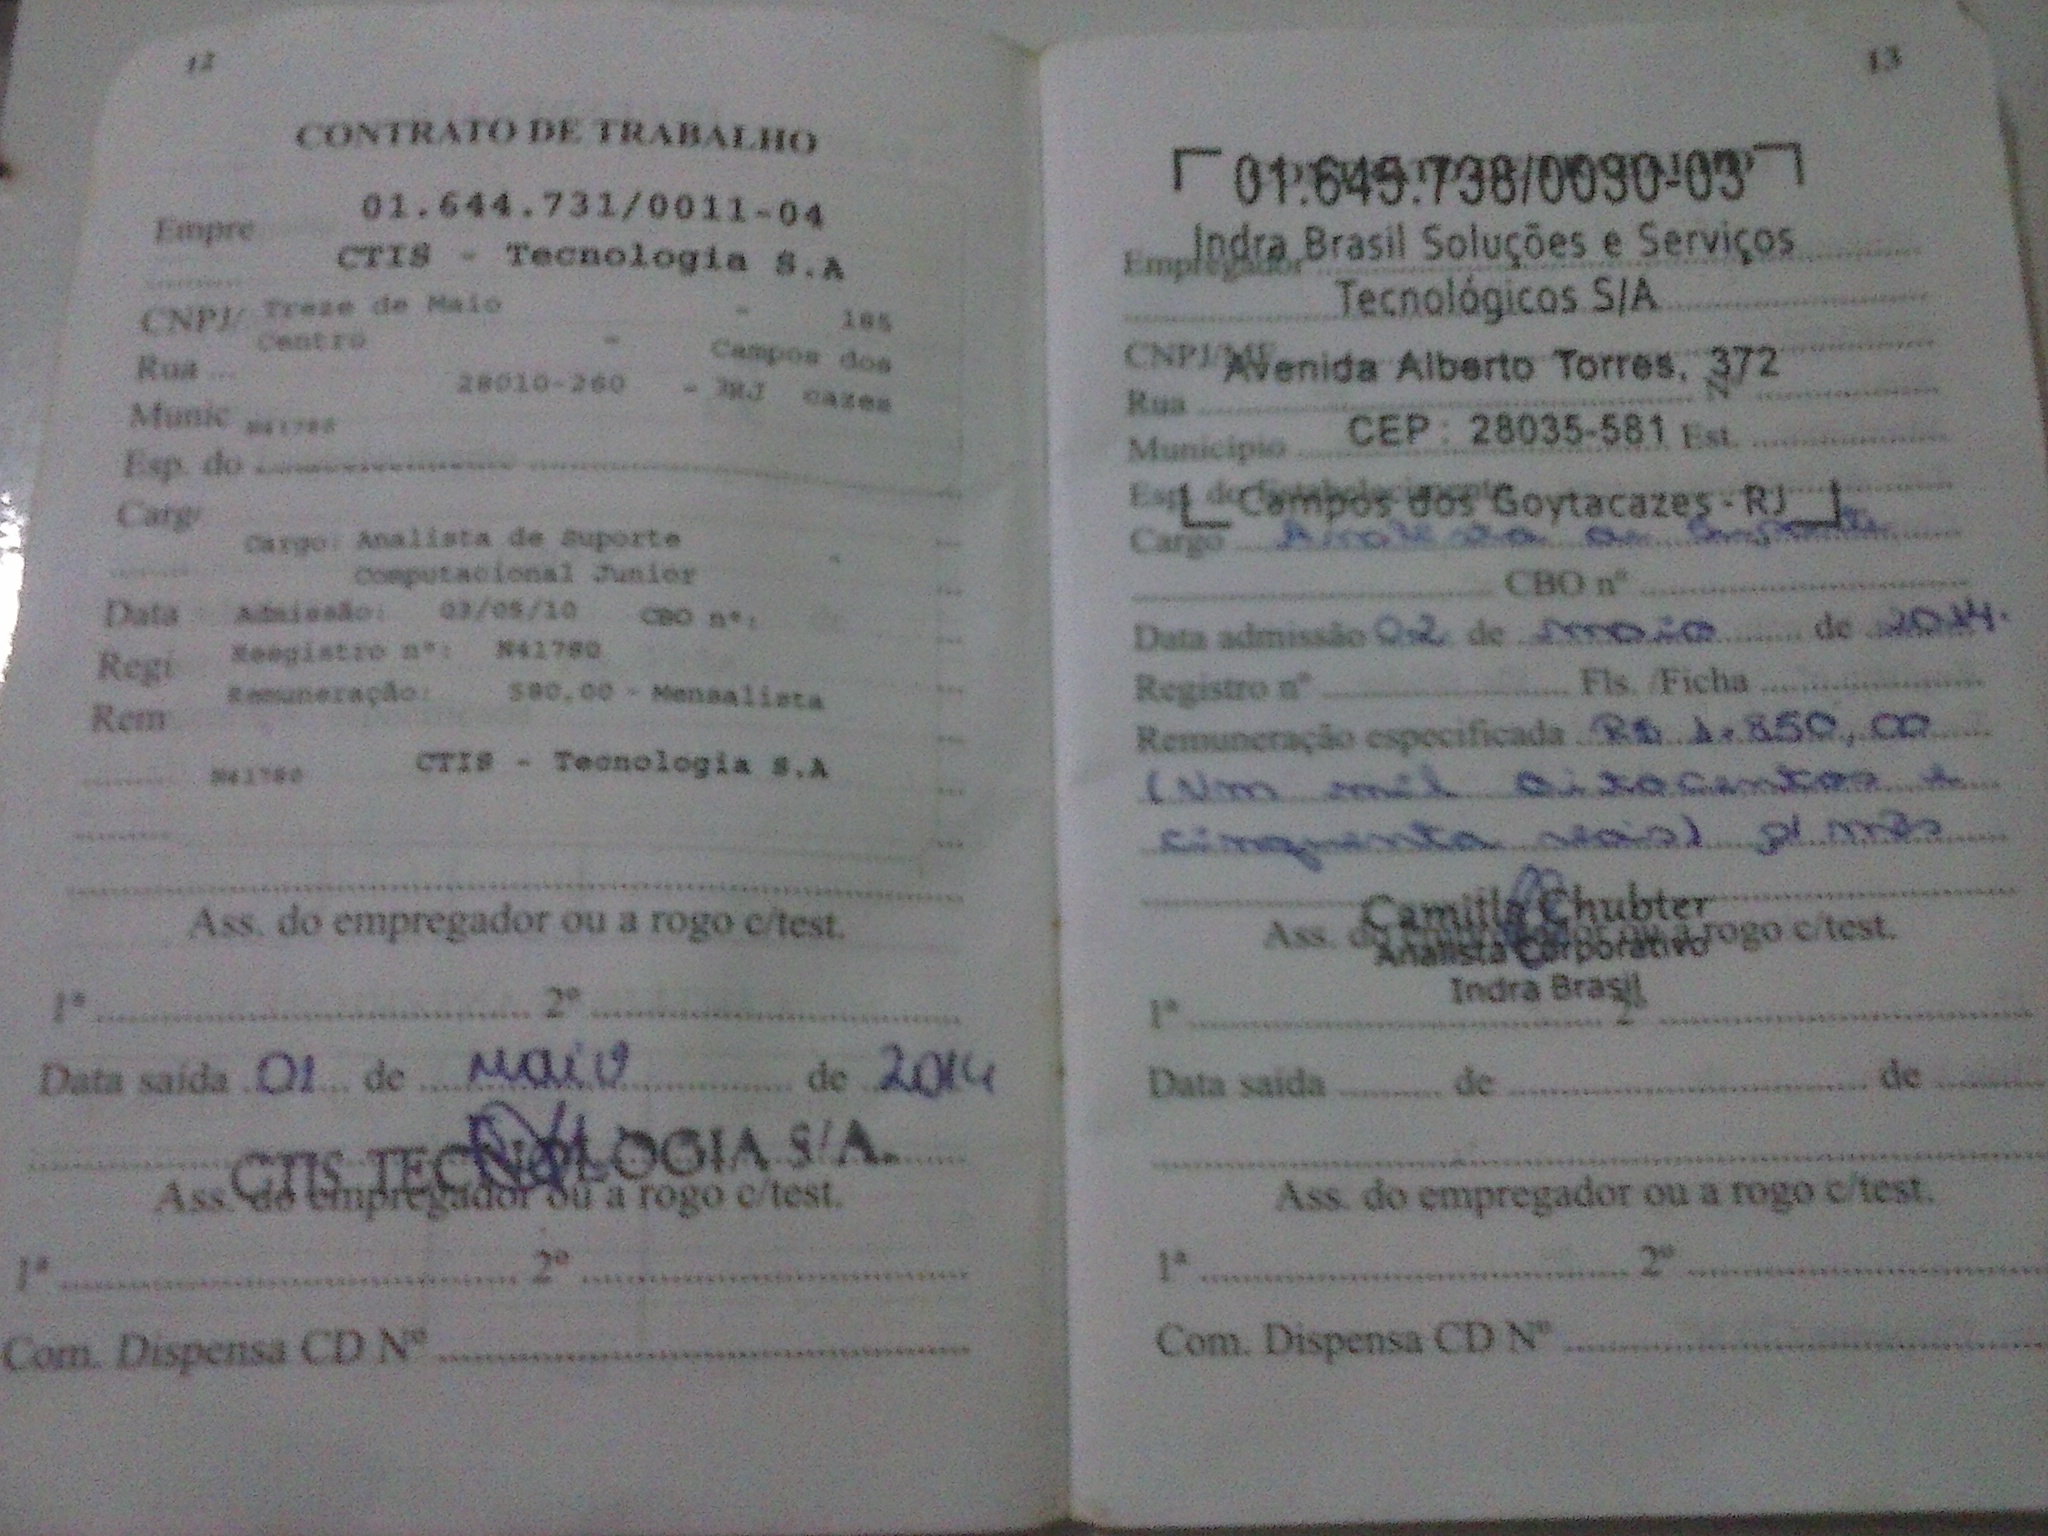 12
CONTRATO DE TRABALHO
01.644.731/0011-04
Empre
CTIS - Tecnologia S.A
CNPJ/ Treze de Maio - 185
Centro - Campos dos
Rua ...
28010-260 - RJ cazes
Munic N41780
Esp. do
Carg
Cargo: Analista de Suporte
Computacional Junior
Data Admissão: 03/05/10 CBO nº:
Regi Resgistro nº: N41780
Rem Remuneração: 580,00 - Mensalista
N41780 CTIS - Tecnologia S.A
Ass. do empregador ou a rogo c/test.
1ª 2º
Data saída 01 de Maio de 2014
CTIS TECNOLOGIA S/A.
Ass. do empregador ou a rogo c/test.
1ª 2º
Com. Dispensa CD Nº
13
01.645.738/0090-03
Indra Brasil Soluções e Serviços
Empregador
Tecnológicos S/A
CNPJ/MF
Avenida Alberto Torres, 372
Rua Nº
CEP: 28035-581
Município Est.
Esp. do Estabelecimento
Campos dos Goytacazes - RJ
Cargo Analista de Suporte
CBO nº
Data admissão 02 de maio de 2014.
Registro nº Fls. /Ficha
Remuneração especificada R$ 1.850,00
(Um mil oitocentos e
cinquenta reais) p/ mês
Camilla Chubter
Ass. do empregador ou a rogo c/test.
Analista Corporativo
Indra Brasil
1ª 2º
Data saída de de
Ass. do empregador ou a rogo c/test.
1ª 2º
Com. Dispensa CD Nº